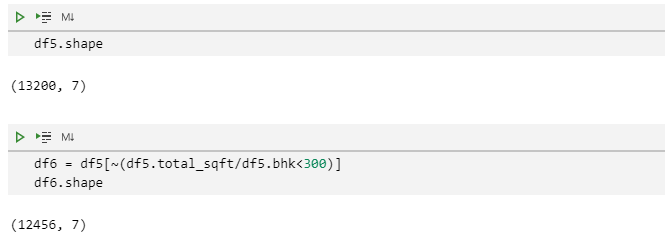 M↓
df5.shape
(13200, 7)
M↓
df6 = df5[~(df5.total_sqft/df5.bhk<300)]
df6.shape
(12456, 7)